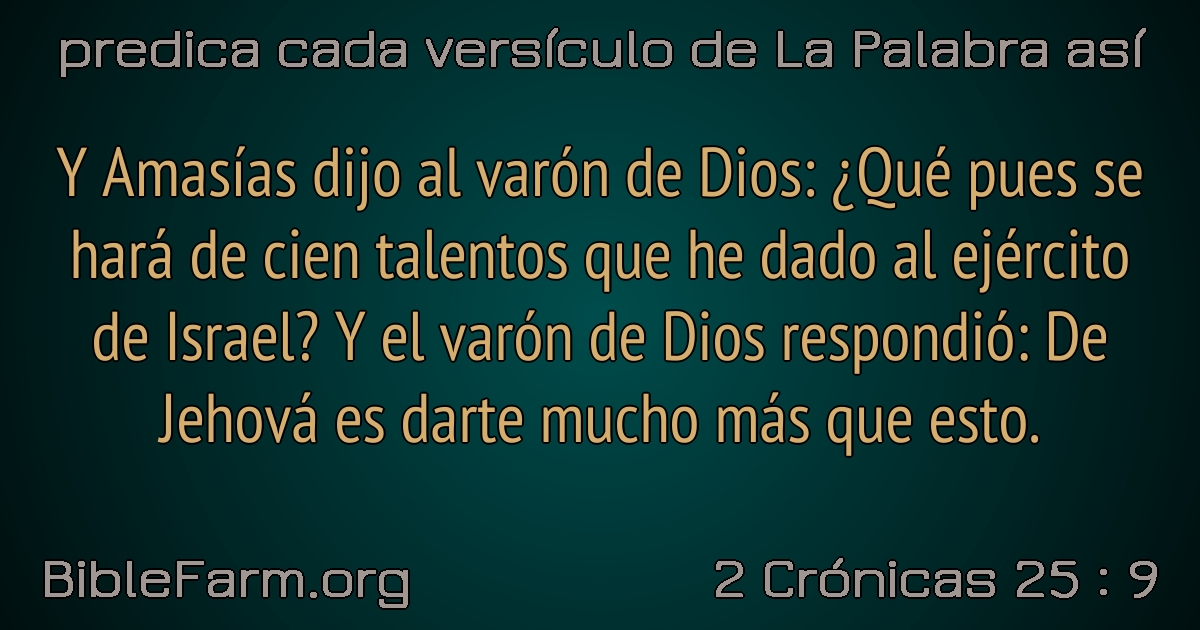 predica cada versículo de La Palabra así
Y Amasías dijo al varón de Dios: ¿Qué pues se
hará de cien talentos que he dado al ejército
de Israel? Y el varón de Dios respondió: De
Jehová es darte mucho más que esto.
BibleFarm.org
2 Crónicas 25 : 9